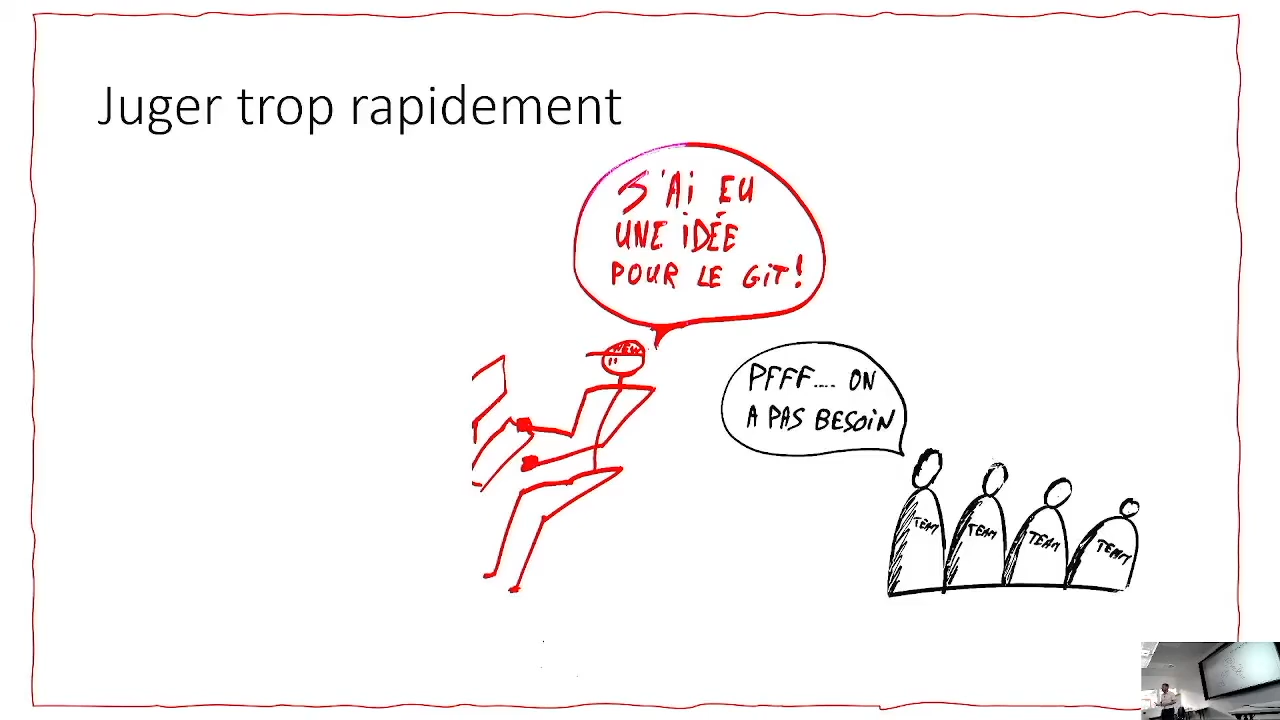 Juger trop rapidement
J'Ai EU
UNE iDÉE
POUR LE GiT!
PFFF.... ON
A PAS BESOiN
TEAM
TEAM
TEAM
TEAM